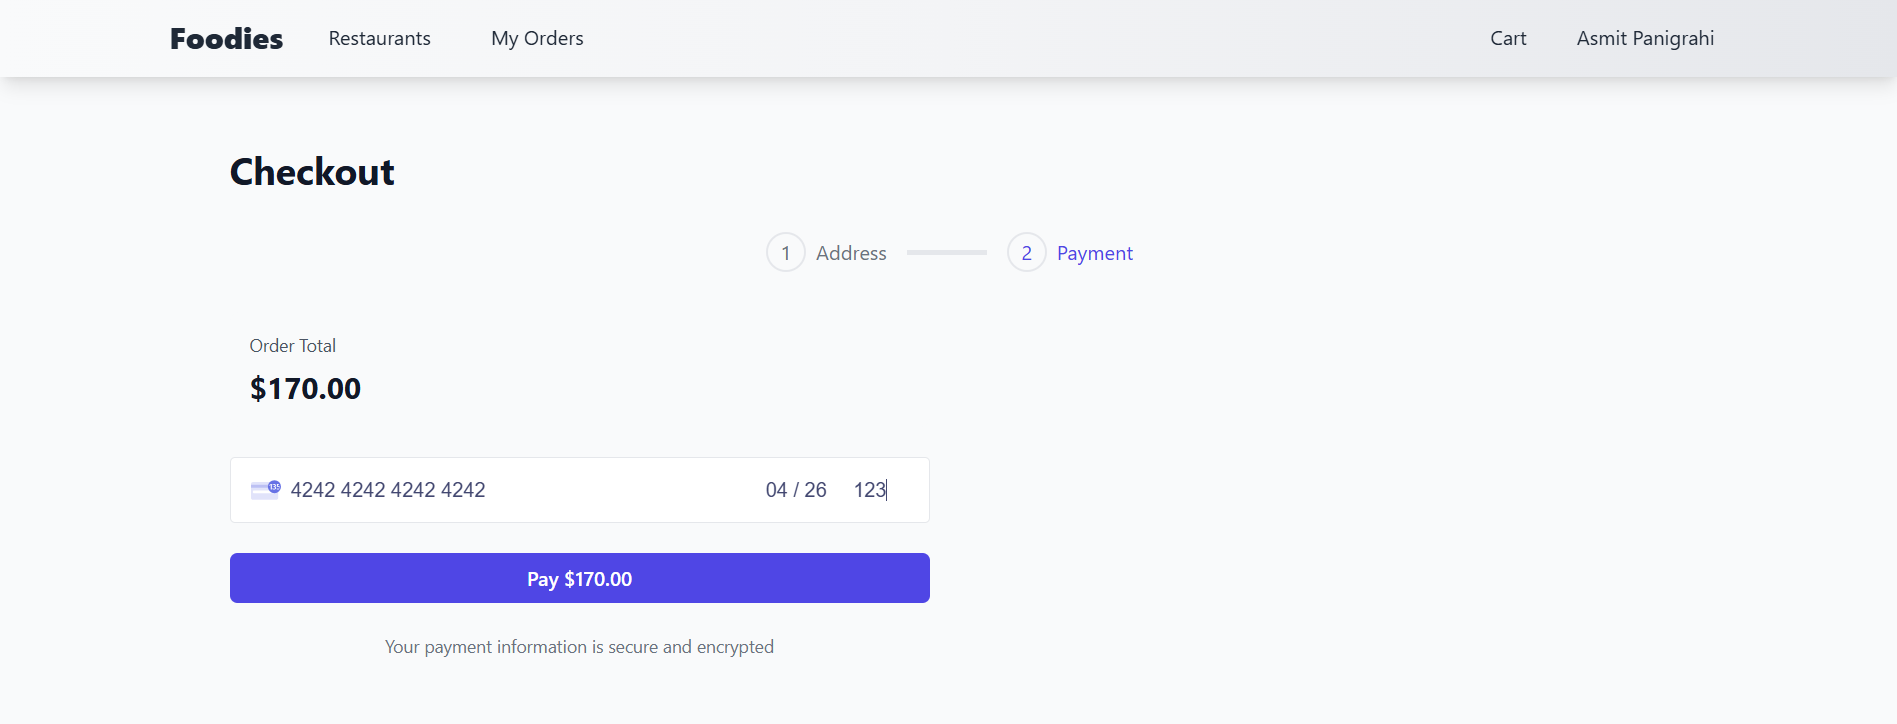 Foodies Restaurants My Orders Cart Asmit Panigrahi
Checkout
1 Address 2 Payment
Order Total
$170.00
135 4242 4242 4242 4242 04 / 26 123
Pay $170.00
Your payment information is secure and encrypted